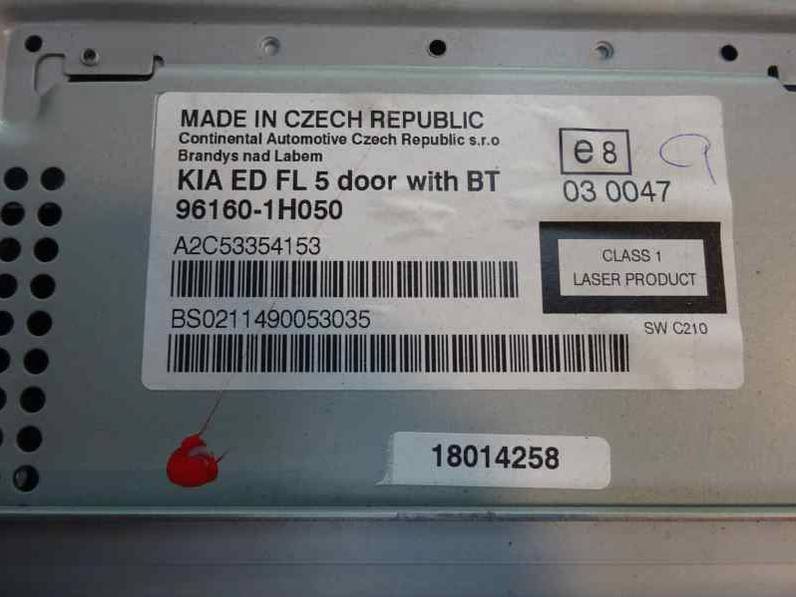 MADE IN CZECH REPUBLIC
Continental Automotive Czech Republic s.r.o
Brandys nad Labem
KIA ED FL 5 door with BT
96160-1H050
A2C53354153
BS0211490053035
e8
03 0047
CLASS 1
LASER PRODUCT
SW C210
18014258